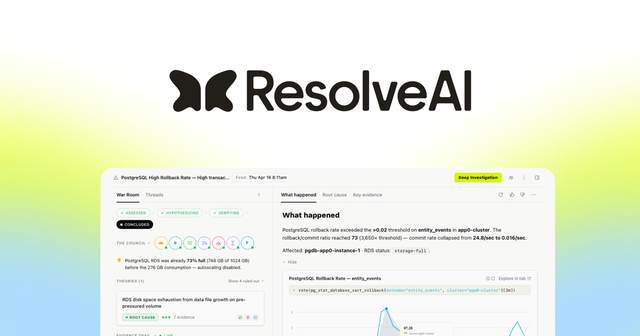 ResolveAI
PostgreSQL High Rollback Rate — High transac...
Fired: Thu Apr 16 8:11am
Deep Investigation
War Room
Threads
ASSESSED
HYPOTHESIZING
VERIFYING
CONCLUDED
THE COUNCIL
PostgreSQL RDS was already 73% full (748 GB of 1024 GB)
before the 276 GB consumption — autoscaling disabled.
THEORIES (1)
Show 4 ruled out
RDS disk space exhaustion from data file growth on pre-
pressured volume
ROOT CAUSE
7 evidence
What happened
Root cause
Key evidence
What happened
PostgreSQL rollback rate exceeded the >0.02 threshold on entity_events in app0-cluster. The
rollback/commit ratio reached 73 (3,650× threshold) — commit rate collapsed from 24.8/sec to 0.016/sec.
Affected: pgdb-app0-instance-1 · RDS status: storage-full.
Hide
PostgreSQL Rollback Rate — entity_events
Explore in tab